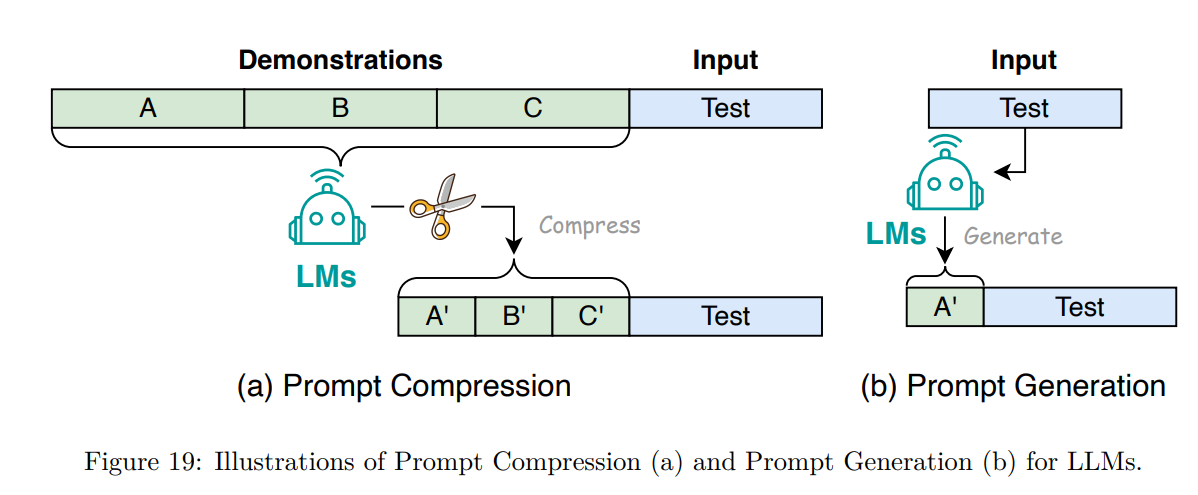 Demonstrations Input
A B C Test
LMs
Compress
A' B' C' Test
(a) Prompt Compression
Input
Test
LMs
Generate
A' Test
(b) Prompt Generation
Figure 19: Illustrations of Prompt Compression (a) and Prompt Generation (b) for LLMs.